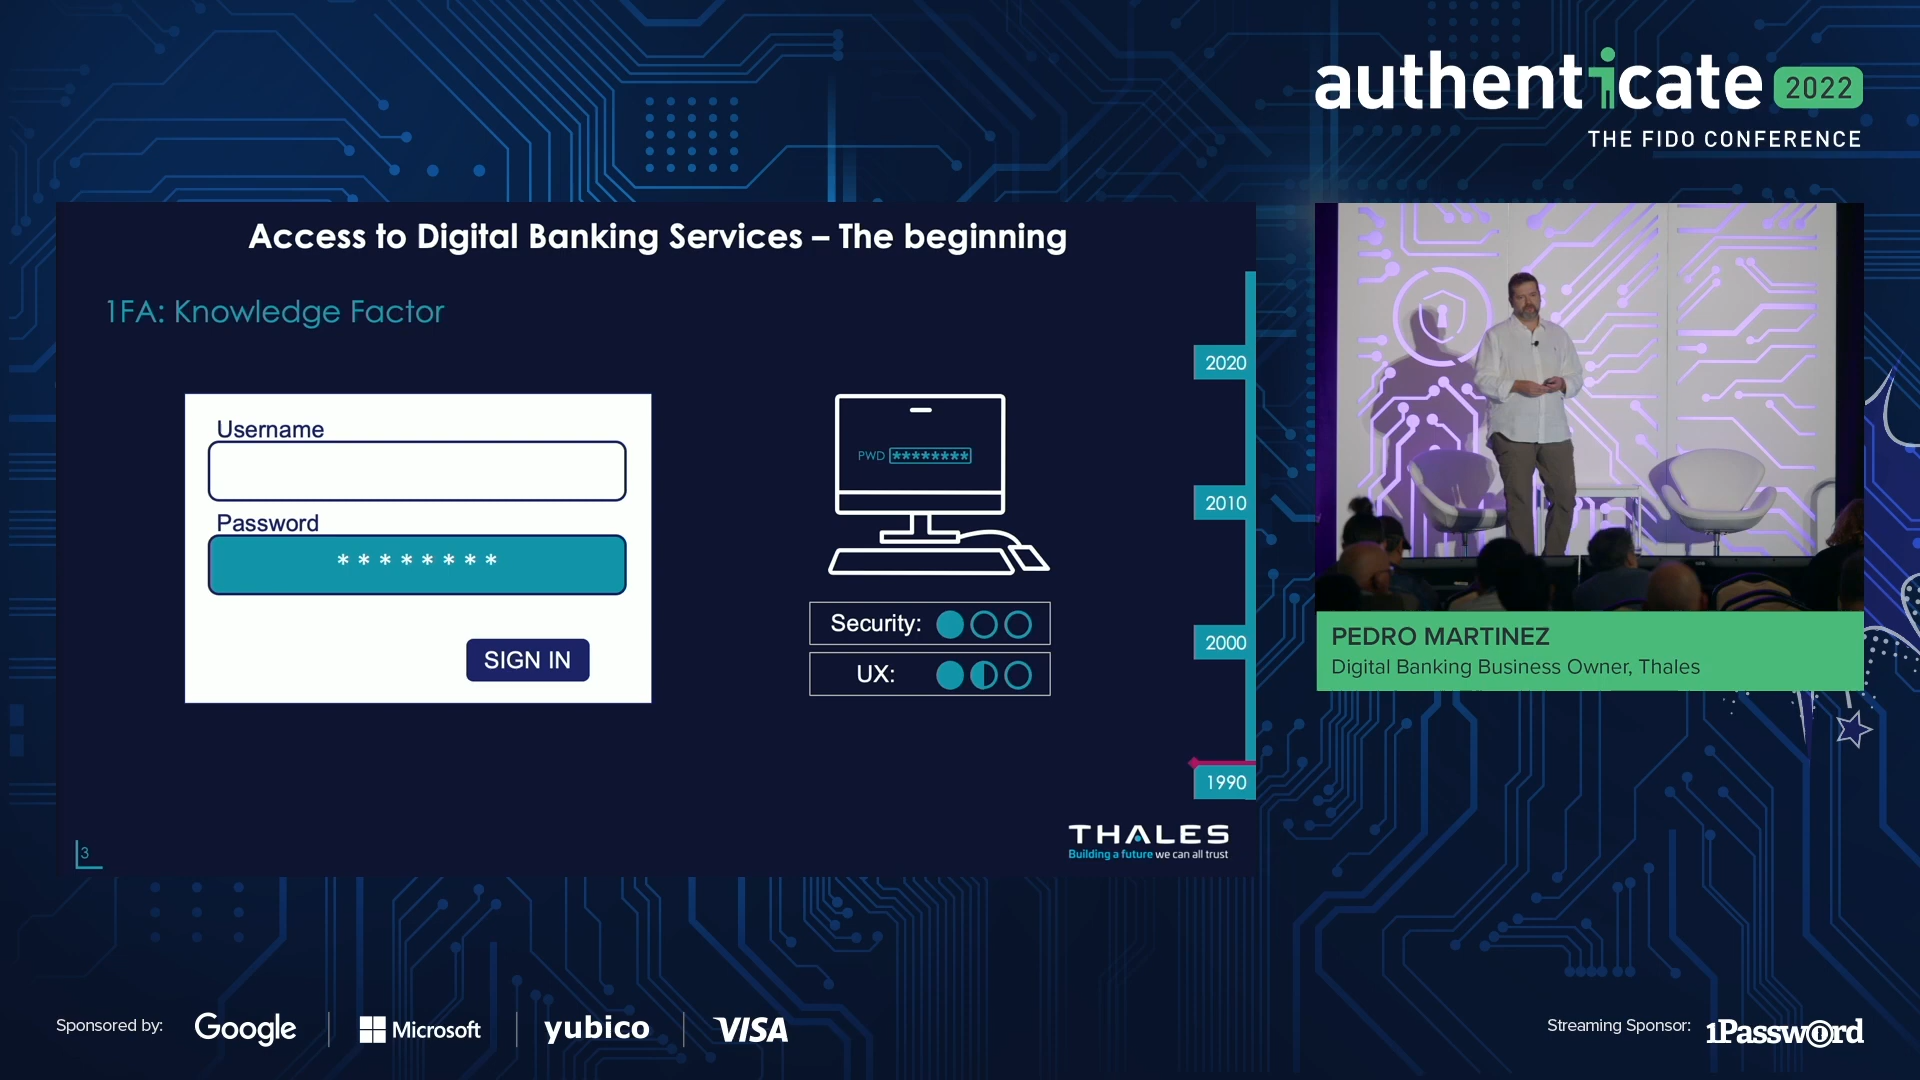 authenticate 2022
THE FIDO CONFERENCE
Access to Digital Banking Services – The beginning
1FA: Knowledge Factor
Username
Password
* * * * * * * *
SIGN IN
PWD ********
Security:
UX:
2020
2010
2000
1990
3
THALES
Building a future we can all trust
PEDRO MARTINEZ
Digital Banking Business Owner, Thales
Sponsored by:
Google
Microsoft
yubico
VISA
Streaming Sponsor:
1Password